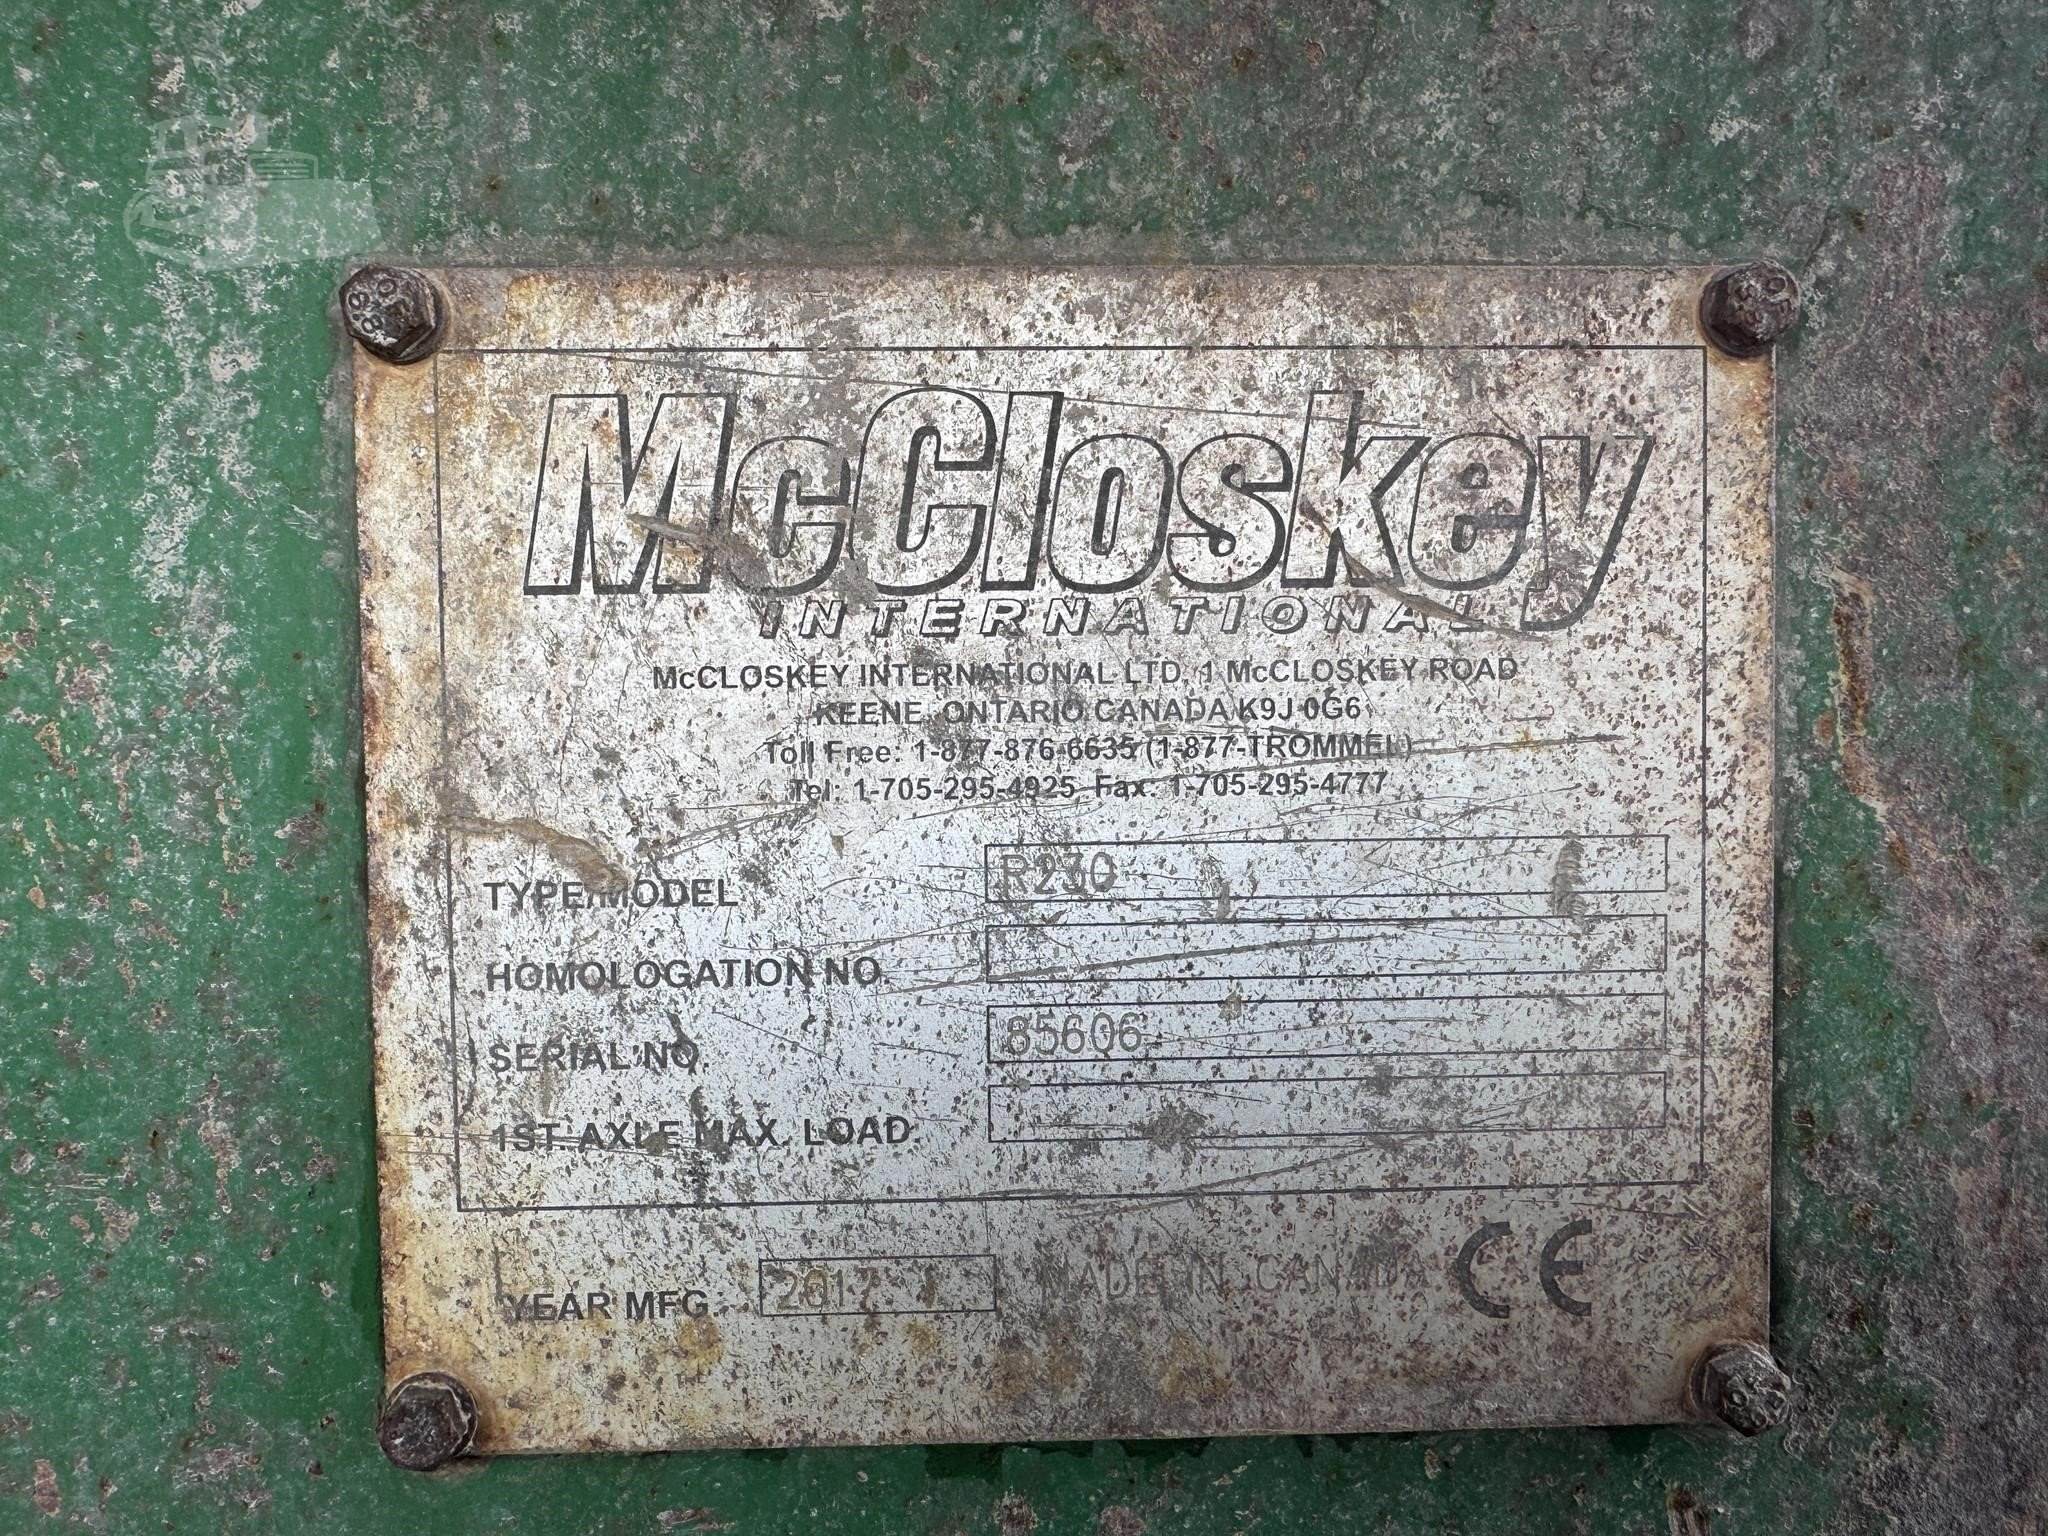 McCloskey
INTERNATIONAL
McCLOSKEY INTERNATIONAL LTD, 1 McCLOSKEY ROAD
KEENE, ONTARIO CANADA K9J 0G6
Toll Free: 1-877-876-6635 (1-877-TROMMEL)
Tel: 1-705-295-4925 Fax: 1-705-295-4777
TYPE/MODEL R230
HOMOLOGATION NO.
SERIAL NO. 85606
1ST AXLE MAX. LOAD.
YEAR MFG. 2017 MADE IN CANADA CE